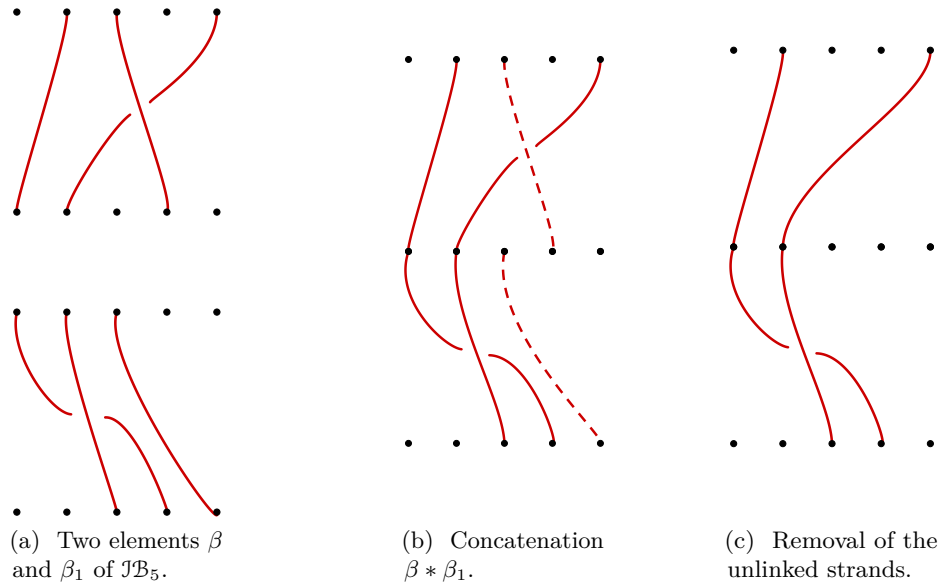 (a) Two elements β
and β₁ of ℐℬ₅.
(b) Concatenation
β ∗ β₁.
(c) Removal of the
unlinked strands.